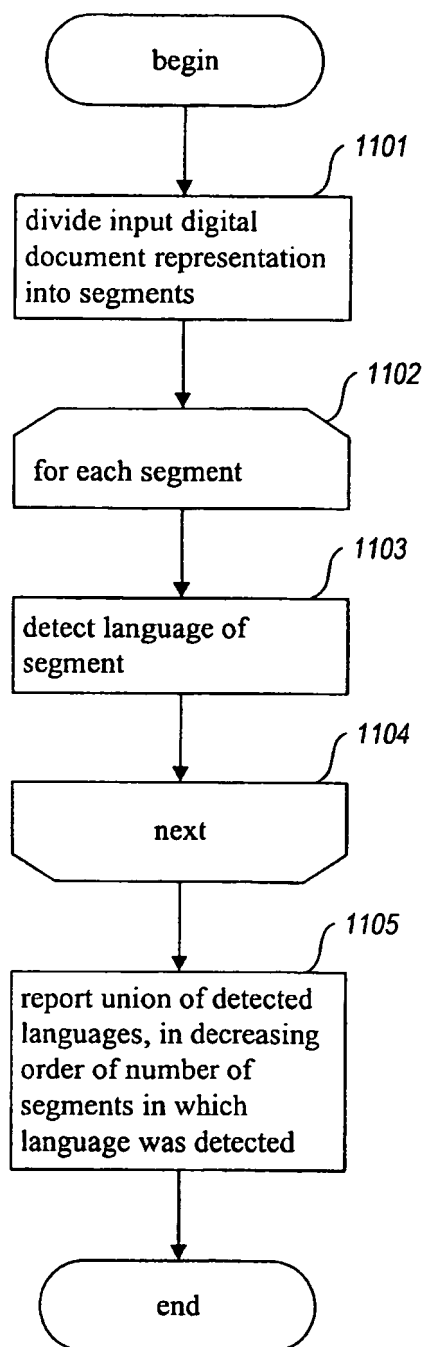 begin
1101
divide input digital
document representation
into segments
1102
for each segment
1103
detect language of
segment
1104
next
1105
report union of detected
languages, in decreasing
order of number of
segments in which
language was detected
end